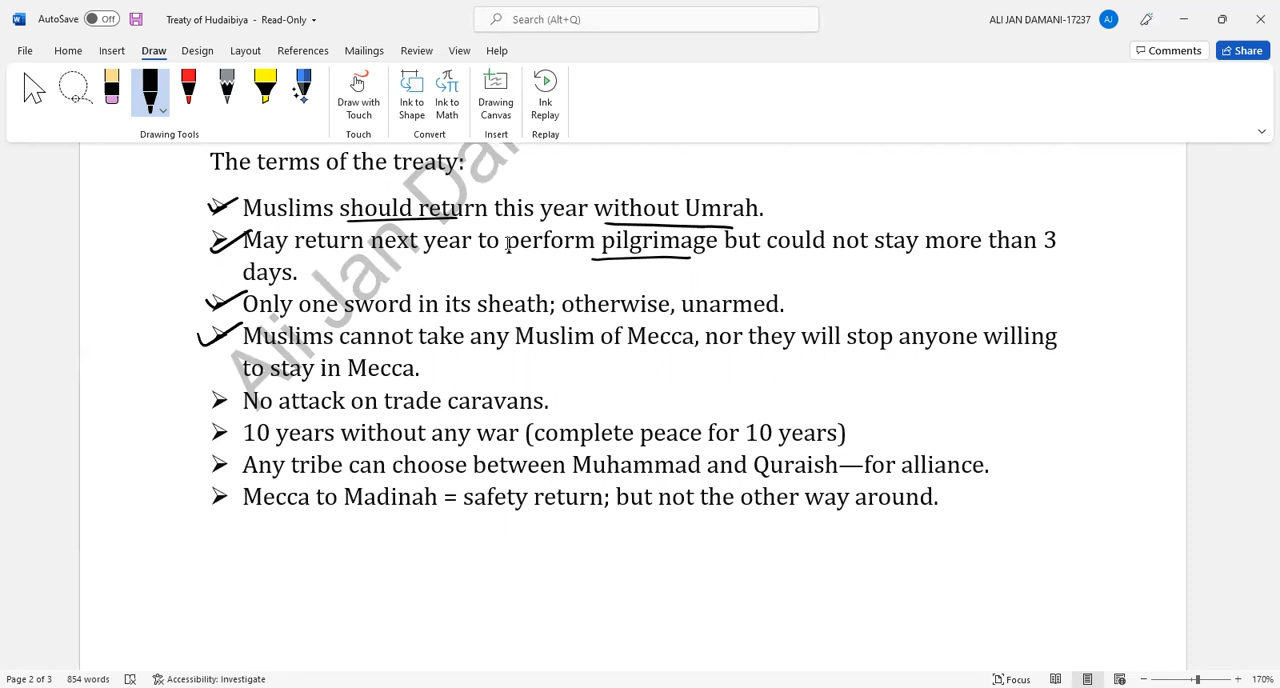 AutoSave Off Treaty of Hudaibiya - Read-Only Search (Alt+Q) ALI JAN DAMANI-17237 AJ
File Home Insert Draw Design Layout References Mailings Review View Help Comments Share
Draw with Touch
Ink to Shape
Ink to Math
Drawing Canvas
Ink Replay
Drawing Tools Touch Convert Insert Replay
The terms of the treaty:
Muslims should return this year without Umrah.
May return next year to perform pilgrimage but could not stay more than 3
days.
Only one sword in its sheath; otherwise, unarmed.
Muslims cannot take any Muslim of Mecca, nor they will stop anyone willing
to stay in Mecca.
No attack on trade caravans.
10 years without any war (complete peace for 10 years)
Any tribe can choose between Muhammad and Quraish—for alliance.
Mecca to Madinah = safety return; but not the other way around.
Ali Jan Da
Page 2 of 3 854 words Accessibility: Investigate Focus 170%